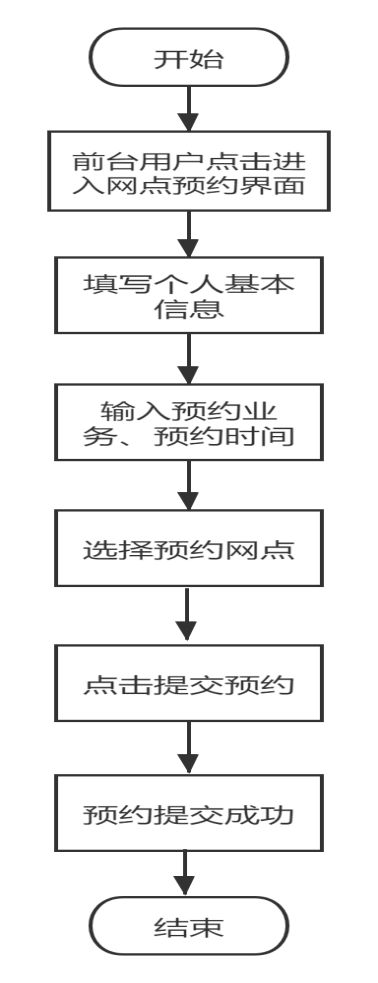 开始
前台用户点击进
入网点预约界面
填写个人基本
信息
输入预约业
务、预约时间
选择预约网点
点击提交预约
预约提交成功
结束